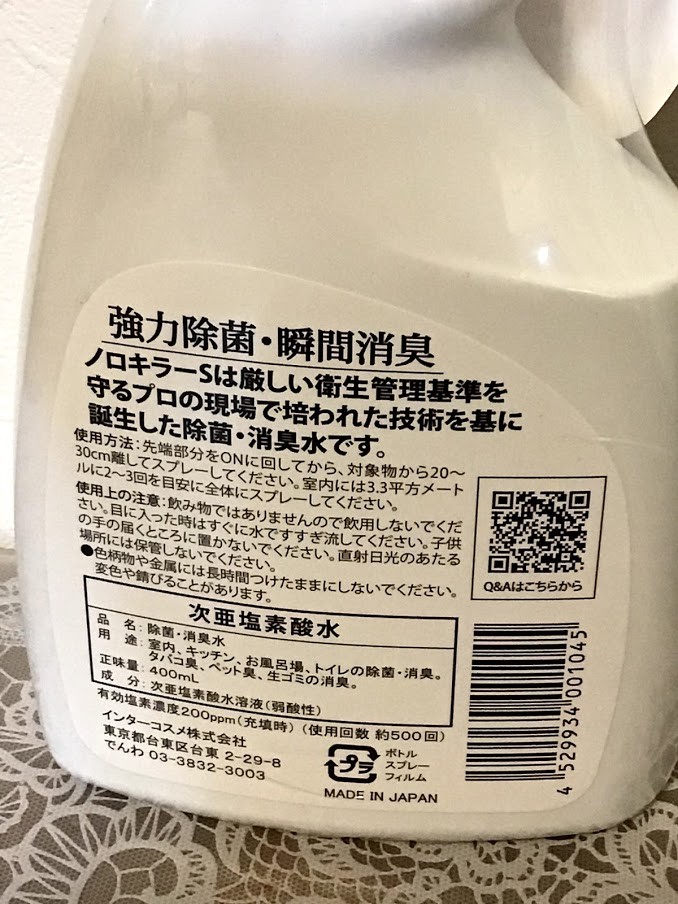 強力除菌・瞬間消臭
ノロキラーSは厳しい衛生管理基準を
守るプロの現場で培われた技術を基に
誕生した除菌・消臭水です。
使用方法：先端部分をONに回してから、対象物から20〜
30cm離してスプレーしてください。室内には3.3平方メート
ルに2〜3回を目安に全体にスプレーしてください。
使用上の注意：飲み物ではありませんので飲用しないでくだ
さい。目に入った時はすぐに水ですすぎ流してください。子供
の手の届くところに置かないでください。直射日光のあたる
場所には保管しないでください。
●色柄物や金属には長時間つけたままにしないでください。
変色や錆びることがあります。
Q&Aはこちらから
次亜塩素酸水
品　名：除菌・消臭水
用　途：室内、キッチン、お風呂場、トイレの除菌・消臭。
タバコ臭、ペット臭、生ゴミの消臭。
正味量：400mL
成　分：次亜塩素酸水溶液（弱酸性）
有効塩素濃度200ppm（充填時）（使用回数 約500回）
インターコスメ株式会社
東京都台東区台東 2-29-8
でんわ 03-3832-3003
プラ
ボトル
スプレー
フィルム
MADE IN JAPAN
4 529934 001045